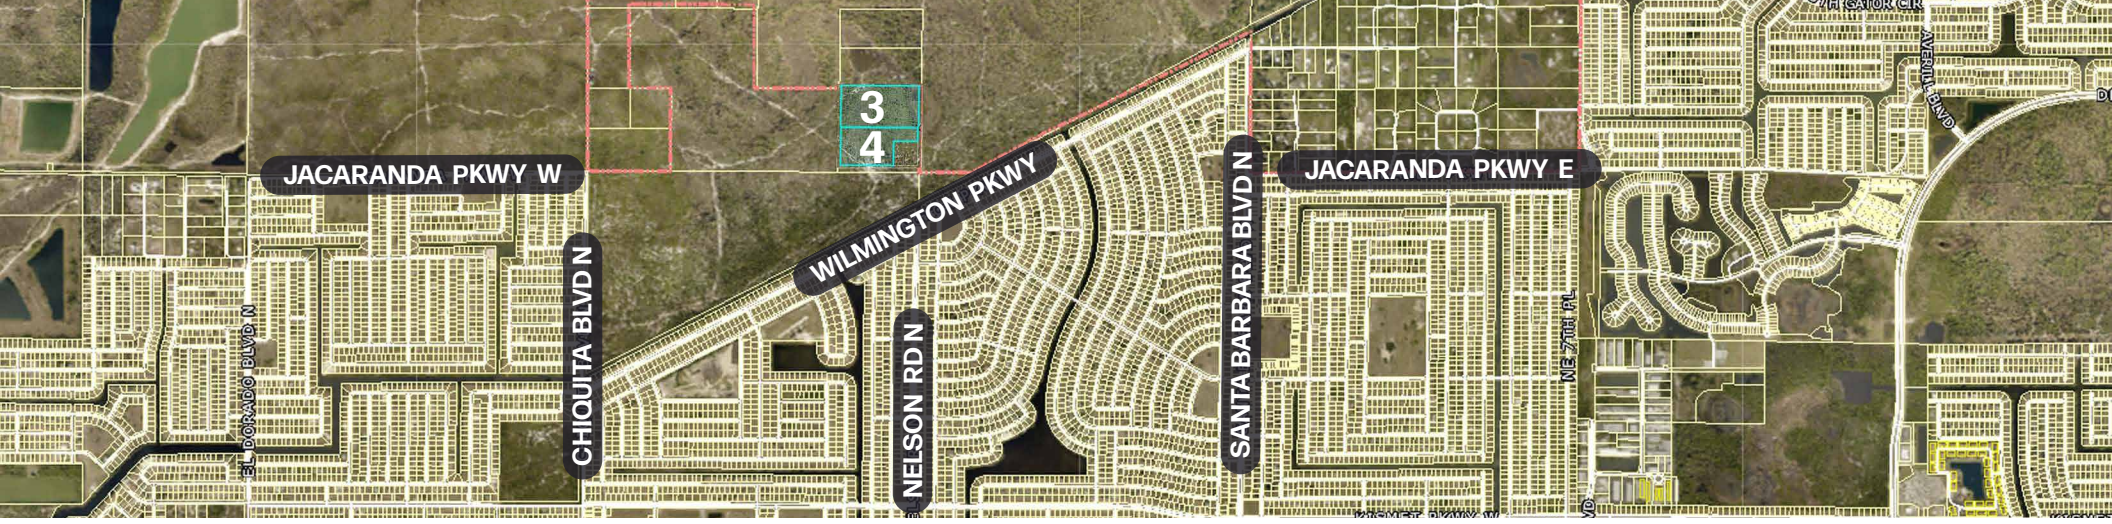 AVERILL BLVD
3
4
JACARANDA PKWY W
WILMINGTON PKWY
SANTA BARBARA BLVD N
JACARANDA PKWY E
CHIQUITA BLVD N
EL DORADO BLVD N
NELSON RD N
NE 7TH PL
KISMET PKWY W